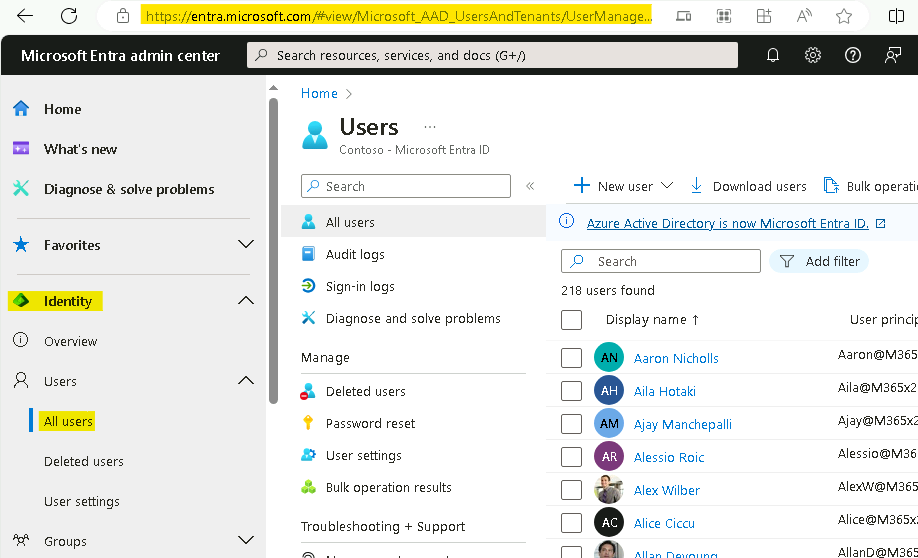 https://entra.microsoft.com/#view/Microsoft_AAD_UsersAndTenants/UserManage...
Microsoft Entra admin center
Search resources, services, and docs (G+/)
Home
What's new
Diagnose & solve problems
Favorites
Identity
Overview
Users
All users
Deleted users
User settings
Groups
Home >
Users ...
Contoso - Microsoft Entra ID
Search
All users
Audit logs
Sign-in logs
Diagnose and solve problems
Manage
Deleted users
Password reset
User settings
Bulk operation results
Troubleshooting + Support
New user
Download users
Bulk operati
Azure Active Directory is now Microsoft Entra ID.
Search
Add filter
218 users found
Display name ↑
User princip
AN Aaron Nicholls Aaron@M365
AH Aila Hotaki Aila@M365x2
AM Ajay Manchepalli Ajay@M365x2
AR Alessio Roic Alessio@M36
Alex Wilber AlexW@M365
AC Alice Ciccu Alice@M365x2
Allan Deyoung AllanD@M365